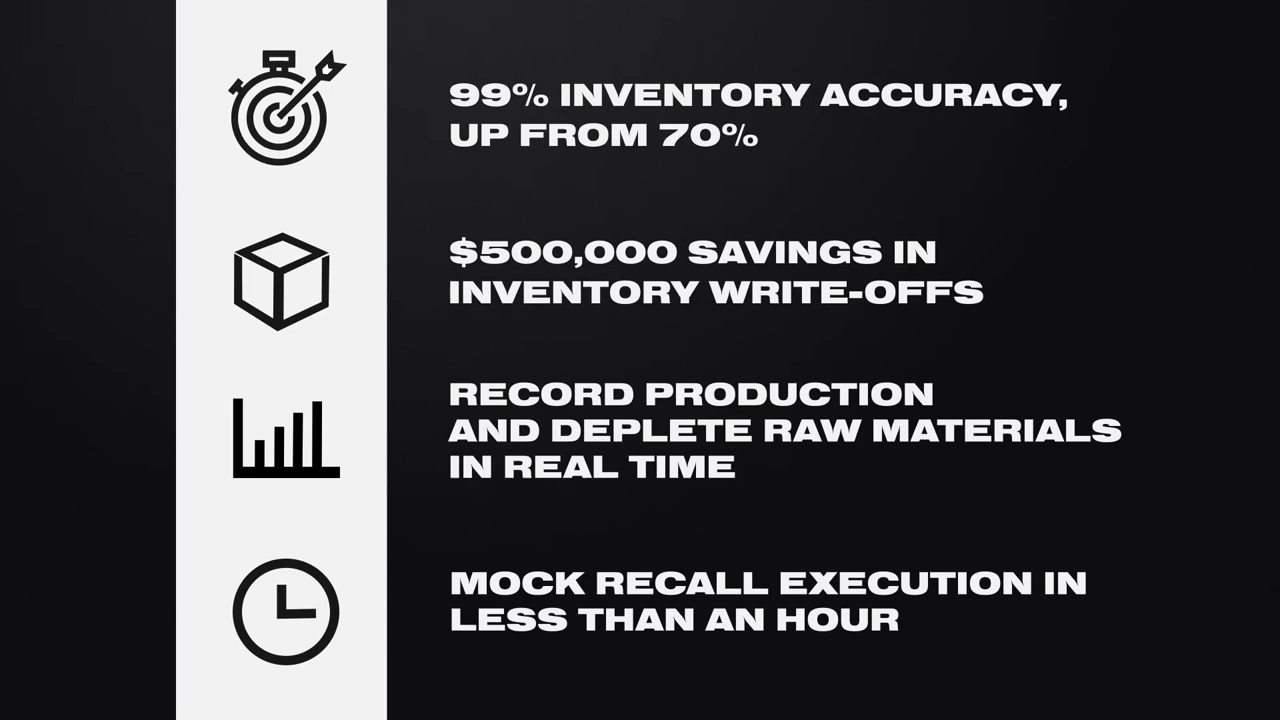 99% INVENTORY ACCURACY,
UP FROM 70%
$500,000 SAVINGS IN
INVENTORY WRITE-OFFS
RECORD PRODUCTION
AND DEPLETE RAW MATERIALS
IN REAL TIME
MOCK RECALL EXECUTION IN
LESS THAN AN HOUR